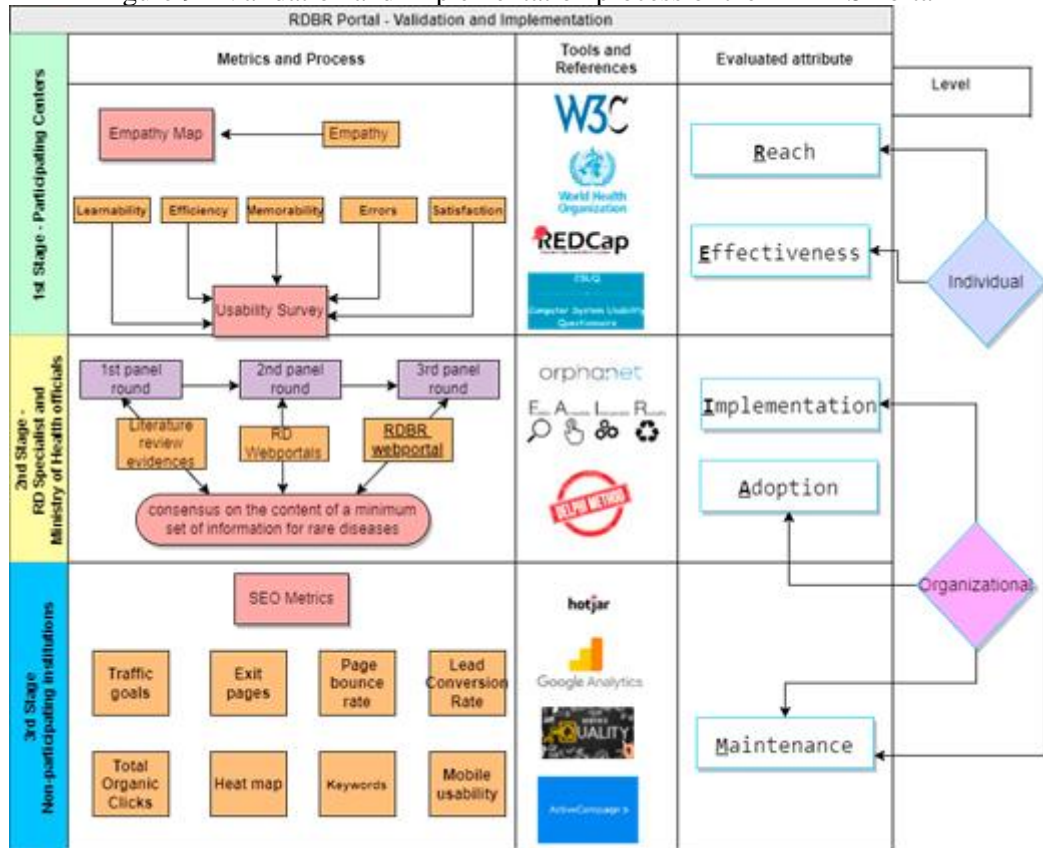 RDBR Portal - Validation and Implementation
Metrics and Process
Tools and
References
Evaluated attribute
Level
1st Stage - Participating Centers
Empathy Map
Empathy
Learnability
Efficiency
Memorability
Errors
Satisfaction
Usability Survey
W3C
World Health
Organization
REDCap
Computer System Usability
Questionnaire
Reach
Effectiveness
Individual
2nd Stage -
RD Specialist and
Ministry of Health officials
1st panel
round
2nd panel
round
3rd panel
round
Literature
review
evidences
RD
Webportals
RDBR
webportal
consensus on the content of a minimum
set of information for rare diseases
orphanet
F A I R
DELPHI METHOD
Implementation
Adoption
Organizational
3rd Stage
Non-participating institutions
SEO Metrics
Traffic
goals
Exit
pages
Page
bounce
rate
Lead
Conversion
Rate
Total
Organic
Clicks
Heat map
Keywords
Mobile
usability
hotjar
Google Analytics
QUALITY
ActiveCampaign >
Maintenance